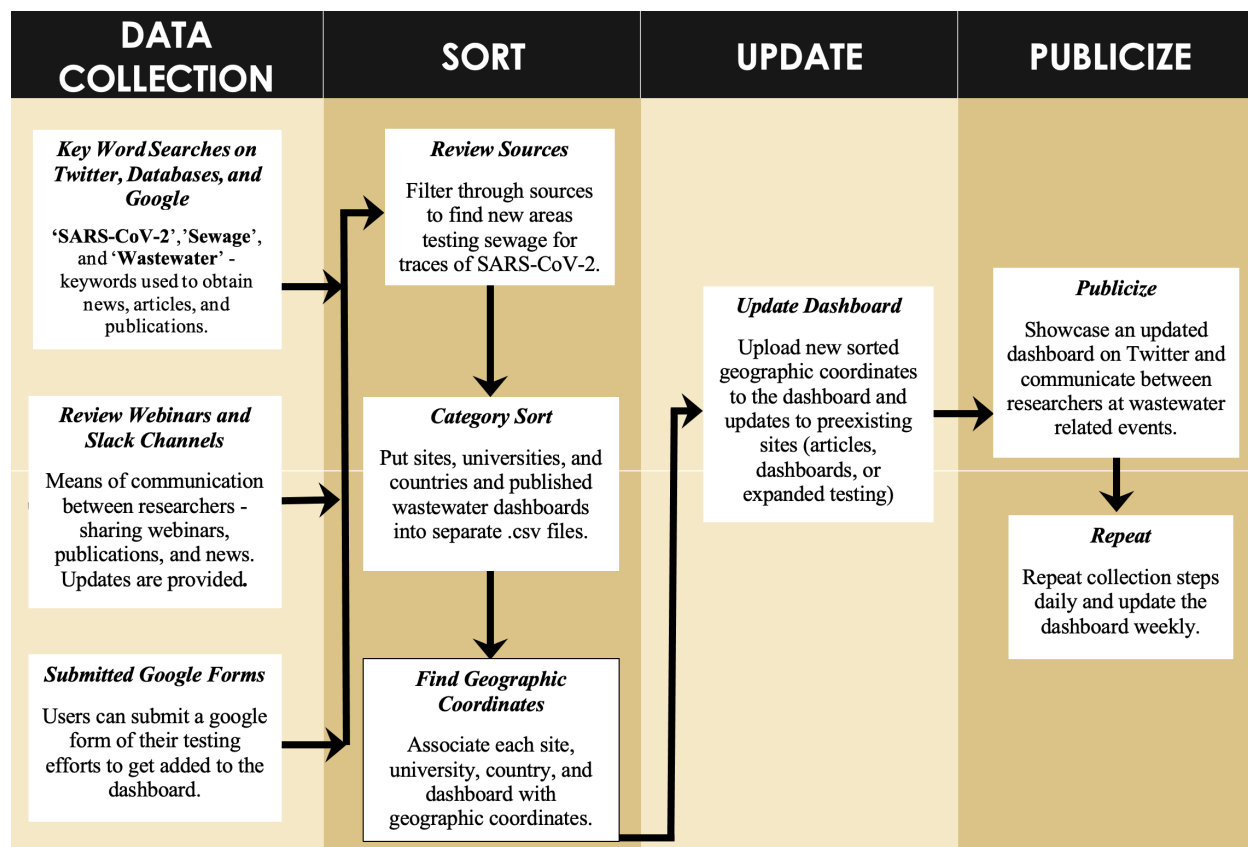 DATA
COLLECTION
SORT
UPDATE
PUBLICIZE
Key Word Searches on
Twitter, Databases, and
Google
‘SARS-CoV-2’, ’Sewage’,
and ‘Wastewater’ -
keywords used to obtain
news, articles, and
publications.
Review Webinars and
Slack Channels
Means of communication
between researchers -
sharing webinars,
publications, and news.
Updates are provided.
Submitted Google Forms
Users can submit a google
form of their testing
efforts to get added to the
dashboard.
Review Sources
Filter through sources
to find new areas
testing sewage for
traces of SARS-CoV-2.
Category Sort
Put sites, universities, and
countries and published
wastewater dashboards
into separate .csv files.
Find Geographic
Coordinates
Associate each site,
university, country, and
dashboard with
geographic coordinates.
Update Dashboard
Upload new sorted
geographic coordinates
to the dashboard and
updates to preexisting
sites (articles,
dashboards, or
expanded testing)
Publicize
Showcase an updated
dashboard on Twitter and
communicate between
researchers at wastewater
related events.
Repeat
Repeat collection steps
daily and update the
dashboard weekly.